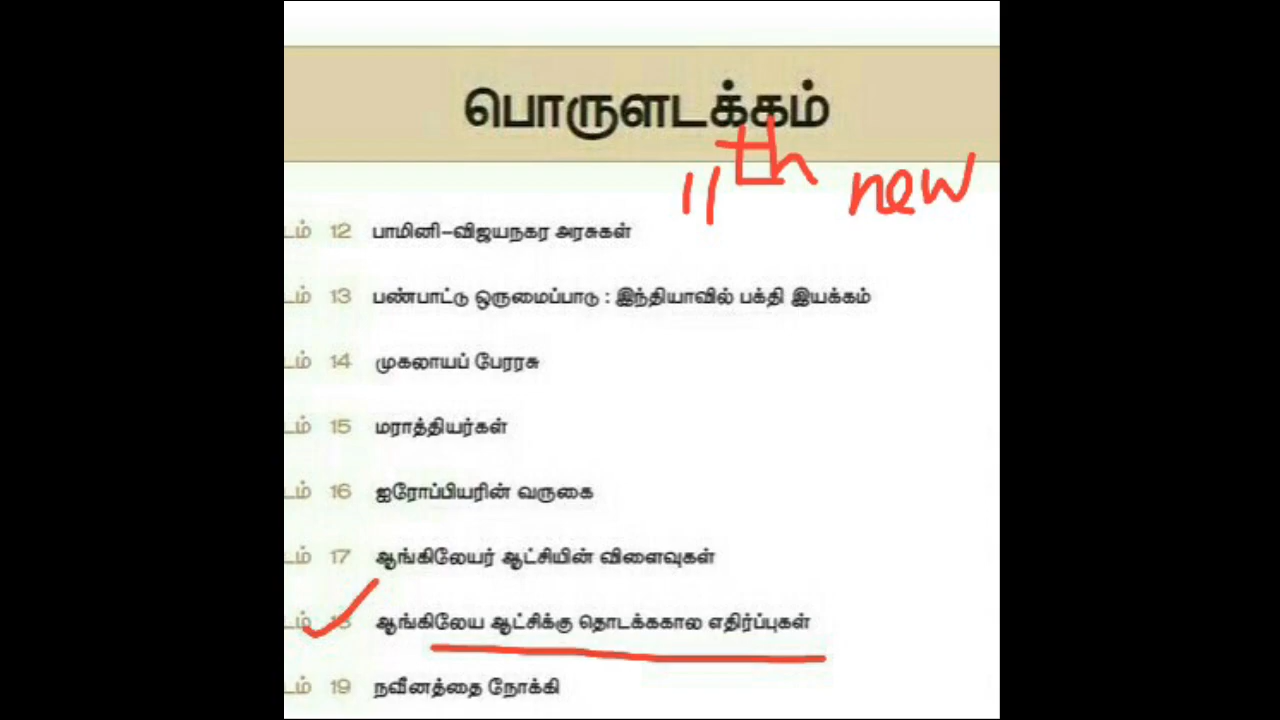 பொருளடக்கம்
11th new
டம் 12 பாமினி–விஜயநகர அரசுகள்
டம் 13 பண்பாட்டு ஒருமைப்பாடு : இந்தியாவில் பக்தி இயக்கம்
டம் 14 முகலாயப் பேரரசு
டம் 15 மராத்தியர்கள்
டம் 16 ஐரோப்பியரின் வருகை
டம் 17 ஆங்கிலேயர் ஆட்சியின் விளைவுகள்
டம் 18 ஆங்கிலேய ஆட்சிக்கு தொடக்ககால எதிர்ப்புகள்
டம் 19 நவீனத்தை நோக்கி